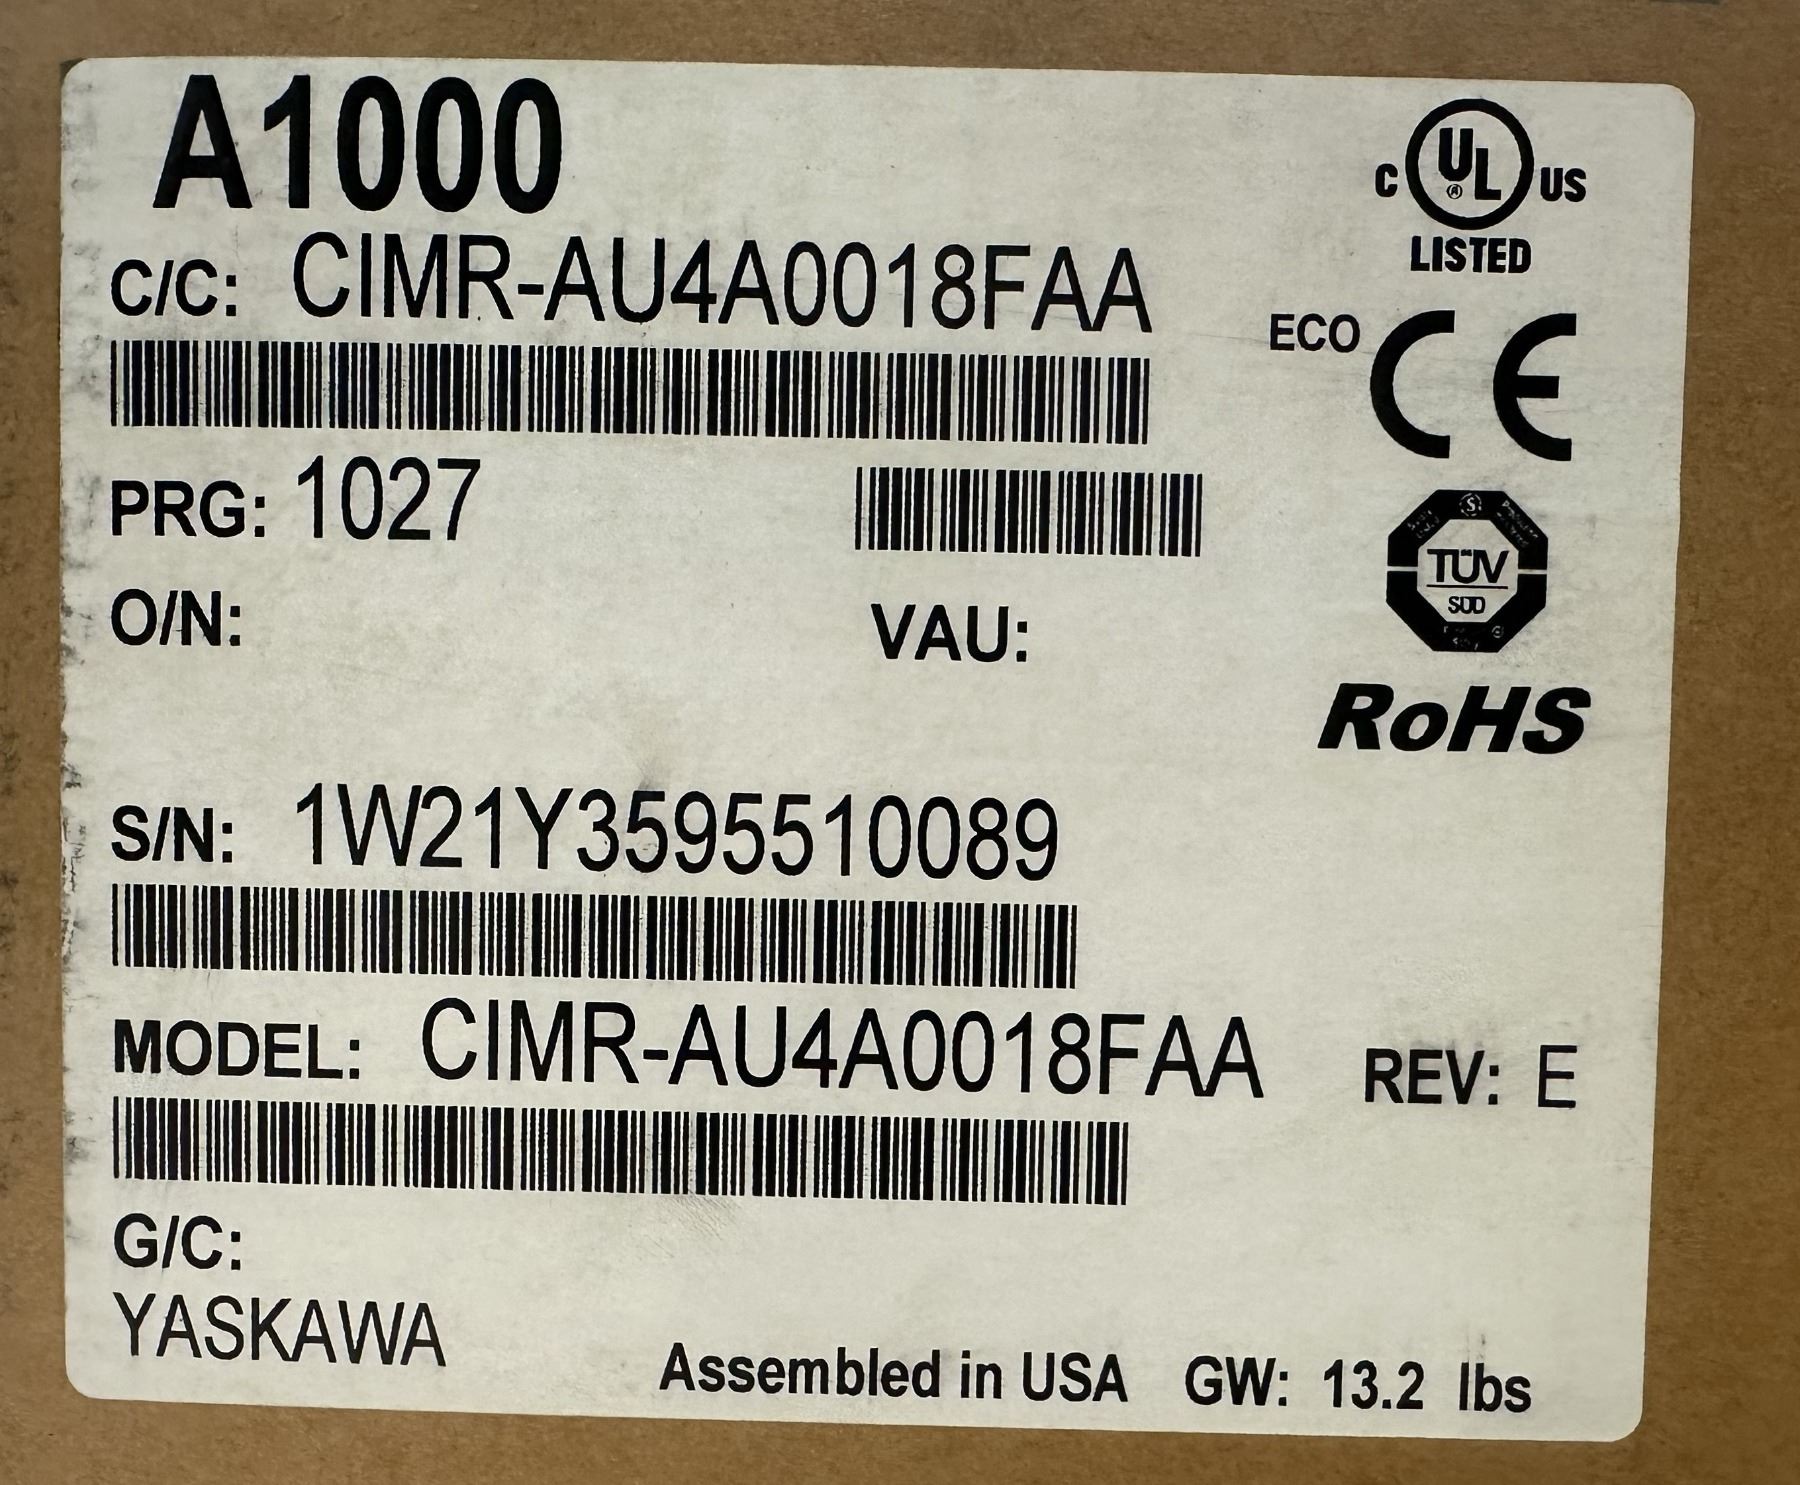 A1000
C UL US
LISTED
C/C: CIMR-AU4A0018FAA
ECO CE
PRG: 1027
TÜV
SÜD
O/N: VAU:
RoHS
S/N: 1W21Y3595510089
MODEL: CIMR-AU4A0018FAA REV: E
G/C:
YASKAWA
Assembled in USA GW: 13.2 lbs